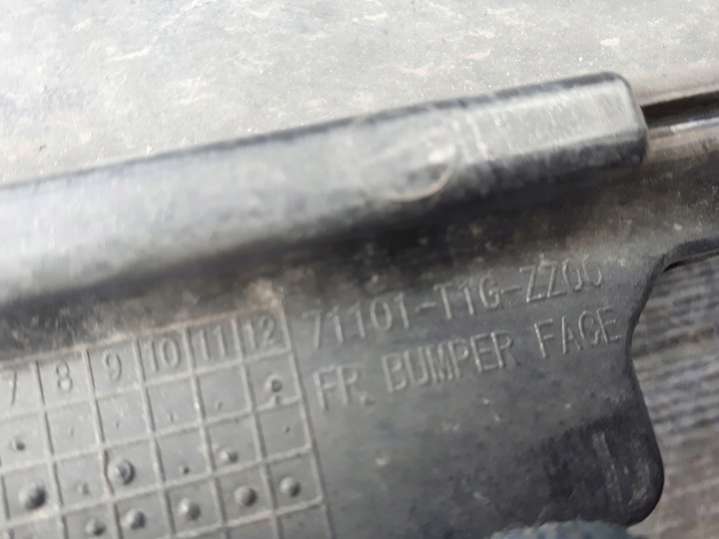 71101-T1G-ZZ00
FR. BUMPER FACE
7 8 9 10 11 12